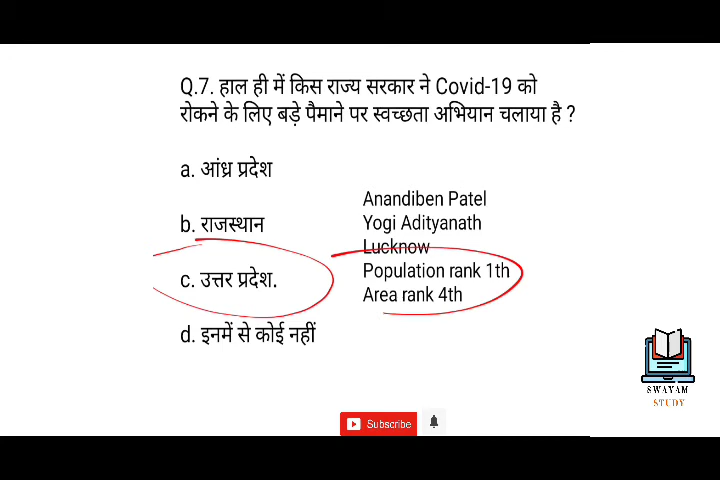 Q.7. हाल ही में किस राज्य सरकार ने Covid-19 को
रोकने के लिए बड़े पैमाने पर स्वच्छता अभियान चलाया है ?
a. आंध्र प्रदेश
b. राजस्थान
c. उत्तर प्रदेश.
d. इनमें से कोई नहीं
Anandiben Patel
Yogi Adityanath
Lucknow
Population rank 1th
Area rank 4th
SWAYAM
STUDY
Subscribe